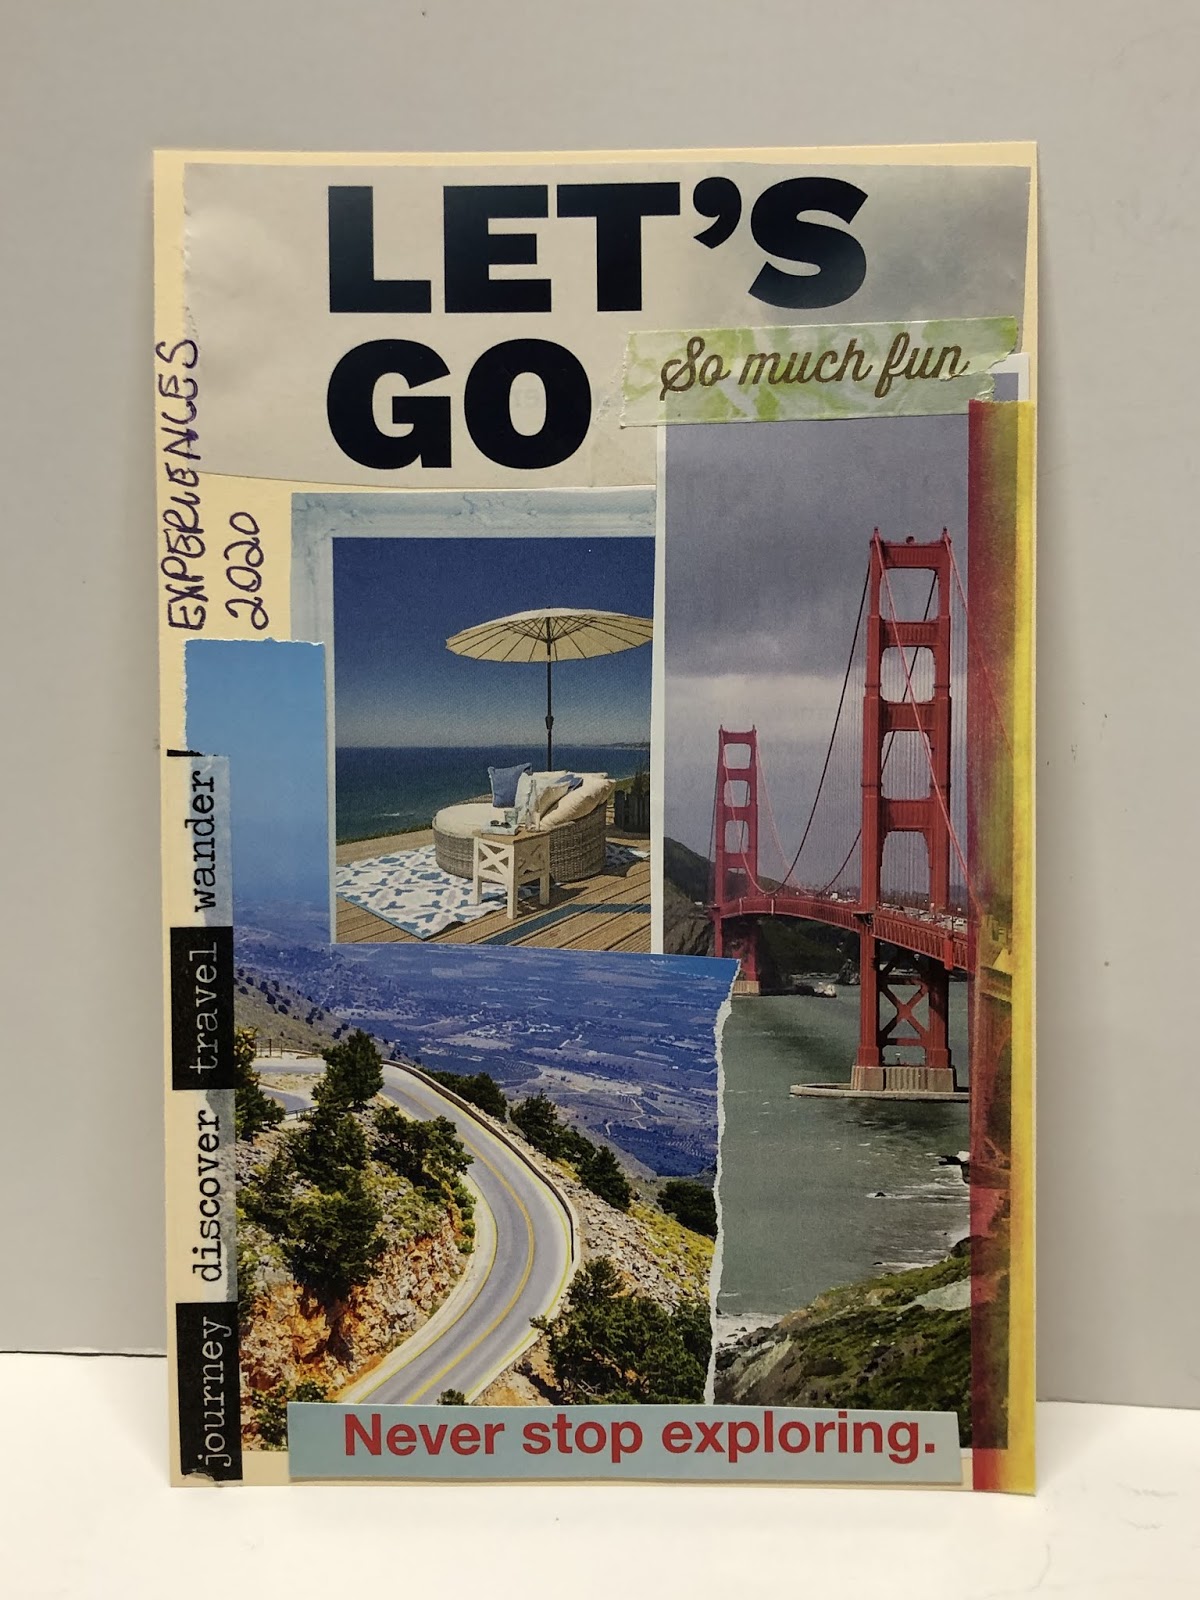 LET'S
GO
So much fun
EXPERIENCES
2020
journey discover travel wander
Never stop exploring.